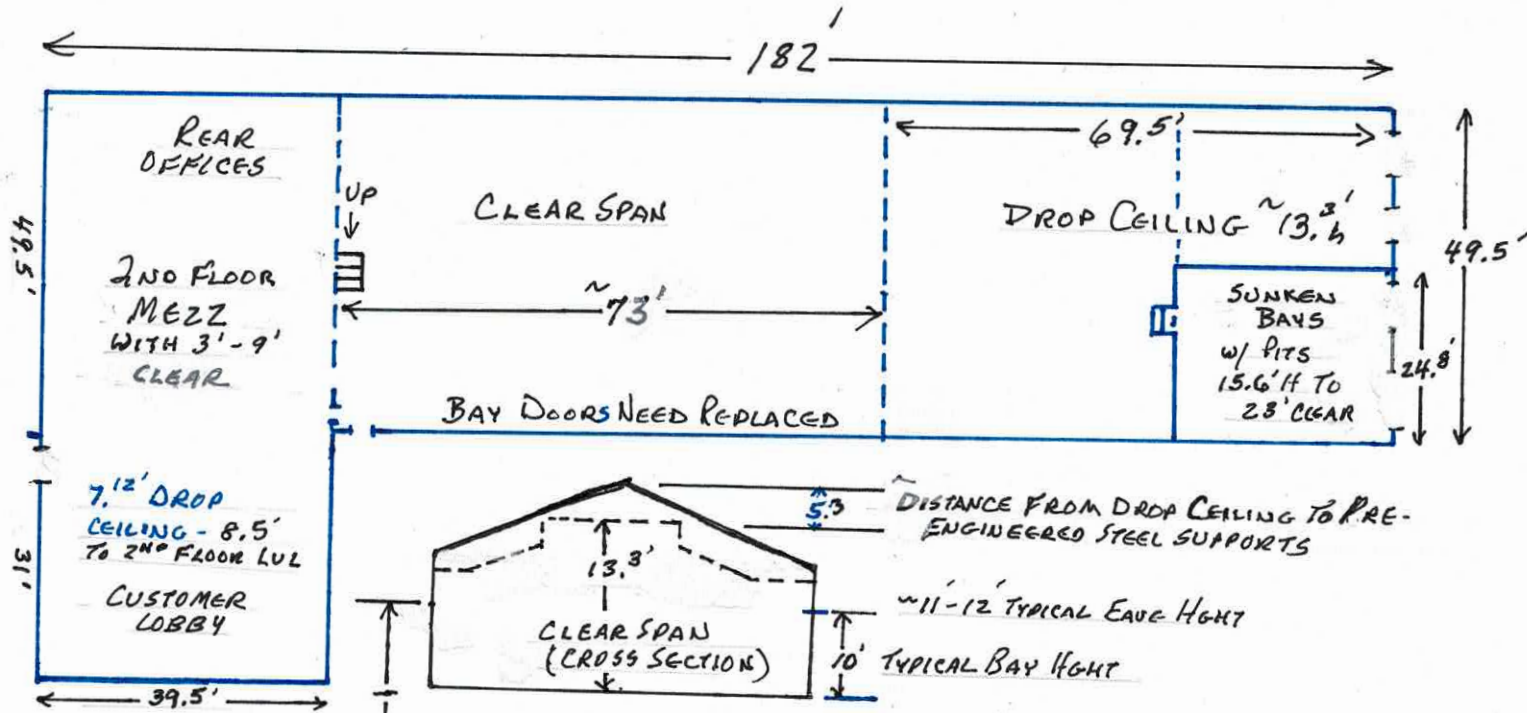 182'
REAR
OFFICES
UP
CLEAR SPAN
69.5'
DROP CEILING ~13.3'
49.5'
49.5'
2ND FLOOR
MEZZ
WITH 3'-9'
CLEAR
~73'
SUNKEN
BAYS
W/ PITS
15.6'H TO
23' CLEAR
24.8'
BAY DOORS NEED REPLACED
7.12' DROP
CEILING - 8.5'
TO 2ND FLOOR LVL
31'
CUSTOMER
LOBBY
39.5'
13.3'
CLEAR SPAN
(CROSS SECTION)
5.3
~DISTANCE FROM DROP CEILING TO PRE-
ENGINEERED STEEL SUPPORTS
~11'-12' TYPICAL EAVE HGHT
10' TYPICAL BAY HGHT